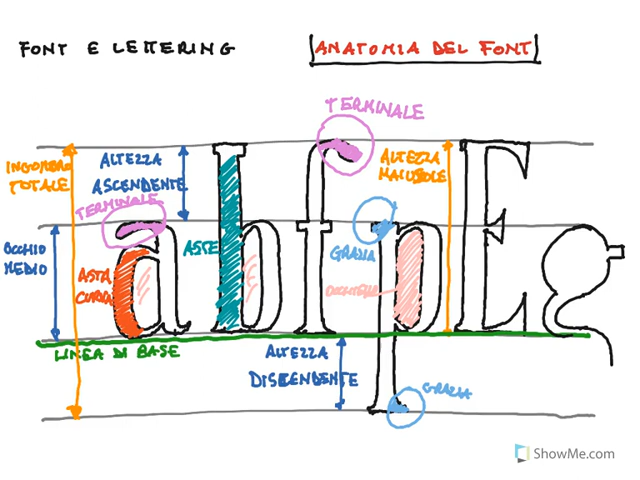 FONT E LETTERING
ANATOMIA DEL FONT
TERMINALE
INGOMBRO
TOTALE
ALTEZZA
ASCENDENTE
ALTEZZA
MAIUSCOLE
TERMINALE
abfpEg
OCCHIO
MEDIO
ASTA
CURVA
ASTE
GRAZIA
OCCHIELLO
LINEA DI BASE
ALTEZZA
DISCENDENTE
GRAZIA
ShowMe.com